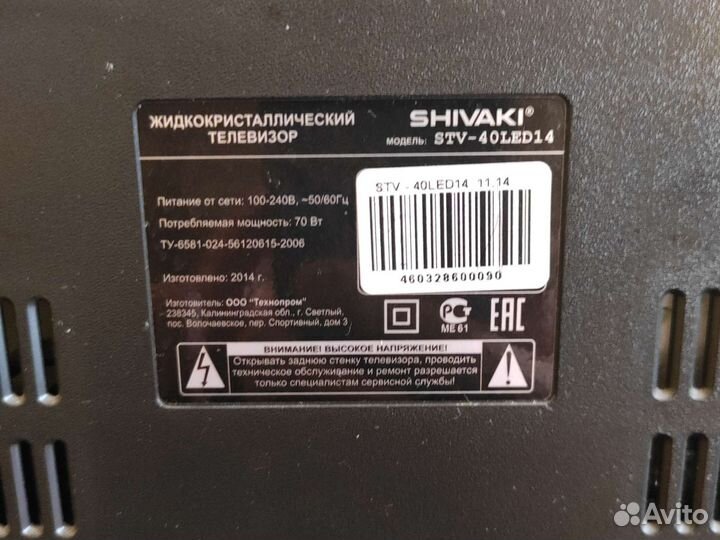 ЖИДКОКРИСТАЛЛИЧЕСКИЙ
ТЕЛЕВИЗОР
SHIVAKI®
МОДЕЛЬ: STV-40LED14
Питание от сети: 100-240В, ~50/60Гц
Потребляемая мощность: 70 Вт
ТУ-6581-024-56120615-2006
Изготовлено: 2014 г.
Изготовитель: ООО "Технопром"
238345, Калининградская обл., г. Светлый,
пос. Волочаевское, пер. Спортивный, дом 3
STV - 40LED14 11.14
460328600090
РСТ
МЕ 61
EAC
ВНИМАНИЕ! ВЫСОКОЕ НАПРЯЖЕНИЕ!
Открывать заднюю стенку телевизора, проводить
техническое обслуживание и ремонт разрешается
только специалистам сервисной службы!
Avito